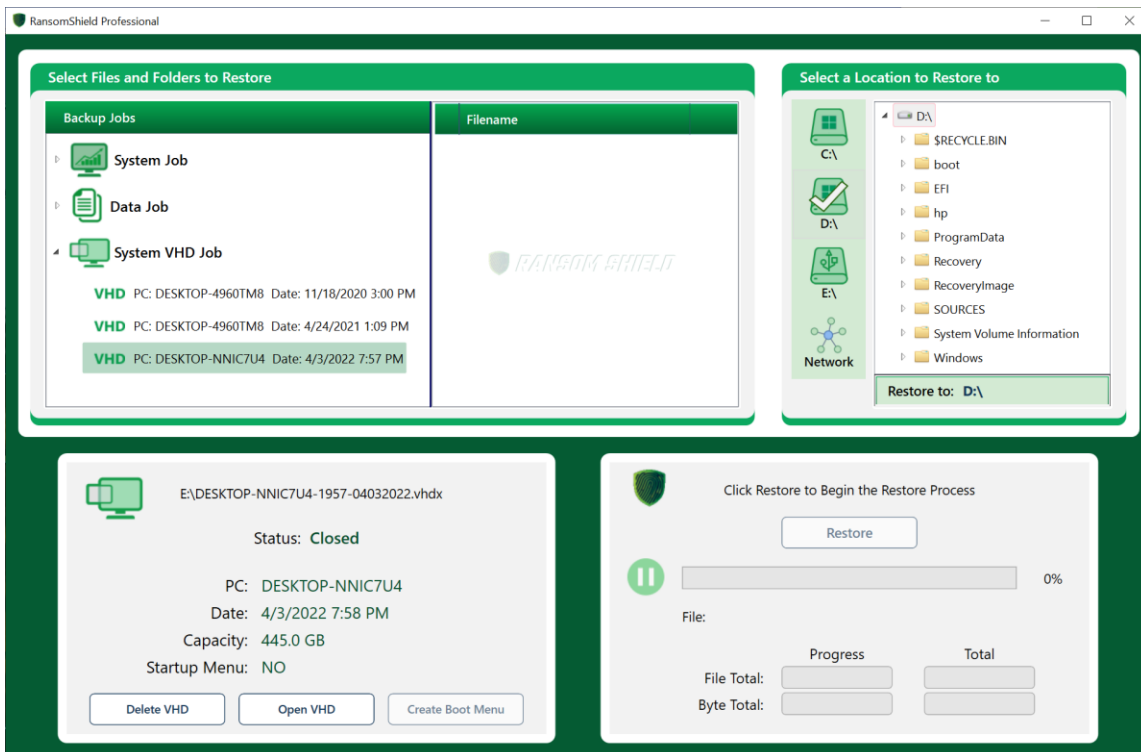 RansomShield Professional
Select Files and Folders to Restore
Backup Jobs
Filename
System Job
Data Job
System VHD Job
VHD PC: DESKTOP-4960TM8 Date: 11/18/2020 3:00 PM
VHD PC: DESKTOP-4960TM8 Date: 4/24/2021 1:09 PM
VHD PC: DESKTOP-NNIC7U4 Date: 4/3/2022 7:57 PM
RANSOM SHIELD
Select a Location to Restore to
C:\
D:\
E:\
Network
D:\
$RECYCLE.BIN
boot
EFI
hp
ProgramData
Recovery
RecoveryImage
SOURCES
System Volume Information
Windows
Restore to: D:\
E:\DESKTOP-NNIC7U4-1957-04032022.vhdx
Status: Closed
PC: DESKTOP-NNIC7U4
Date: 4/3/2022 7:58 PM
Capacity: 445.0 GB
Startup Menu: NO
Delete VHD
Open VHD
Create Boot Menu
Click Restore to Begin the Restore Process
Restore
0%
File:
Progress Total
File Total:
Byte Total: